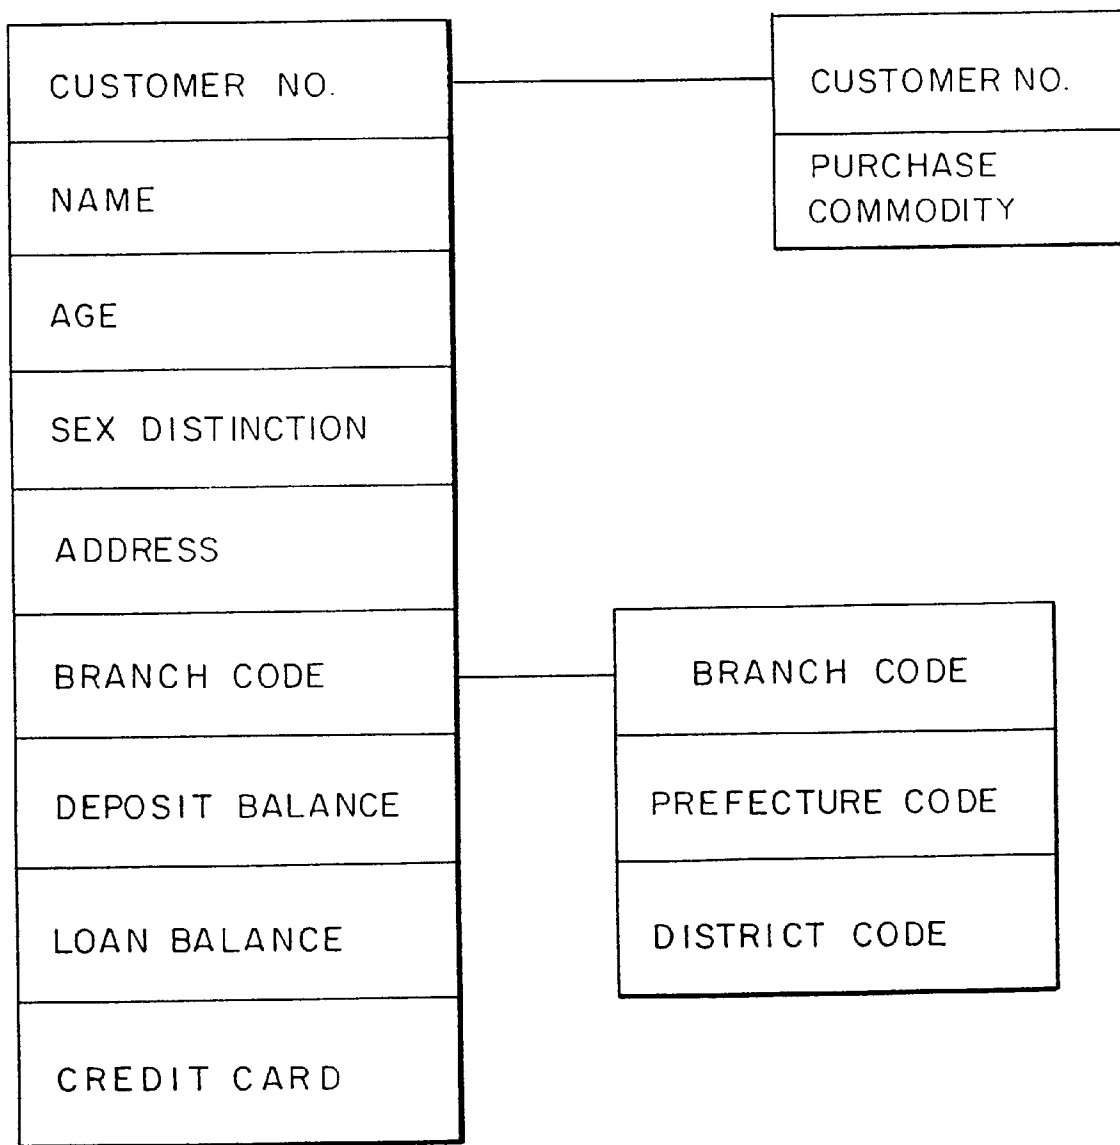 CUSTOMER NO.
NAME
AGE
SEX DISTINCTION
ADDRESS
BRANCH CODE
DEPOSIT BALANCE
LOAN BALANCE
CREDIT CARD
CUSTOMER NO.
PURCHASE
COMMODITY
BRANCH CODE
PREFECTURE CODE
DISTRICT CODE